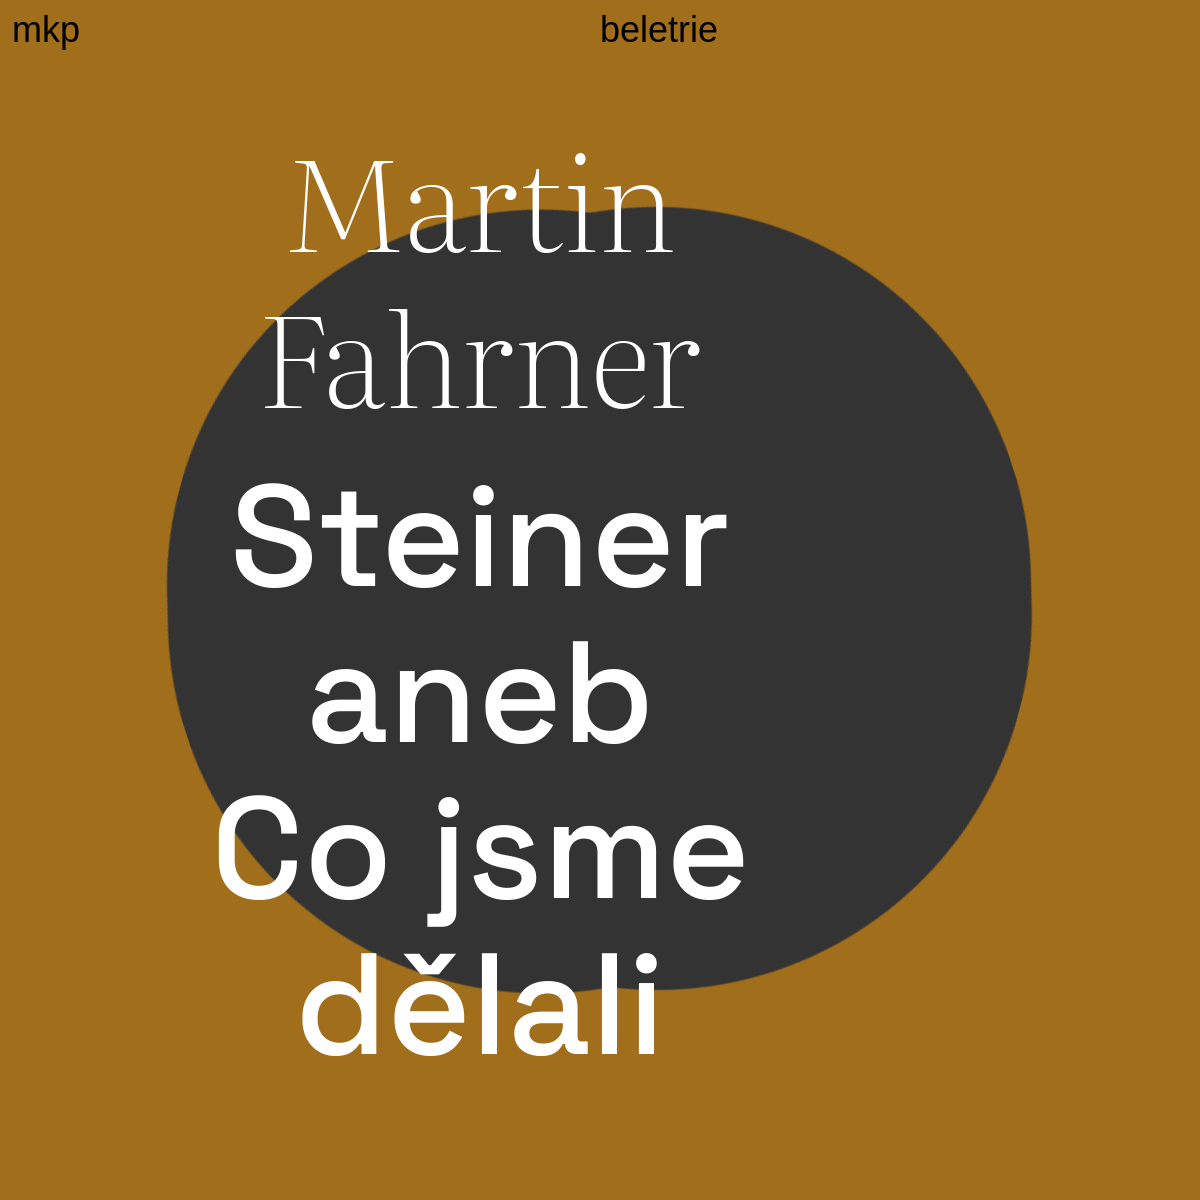 mkp
beletrie
Martin
Fahrner
Steiner
aneb
Co jsme
dělali